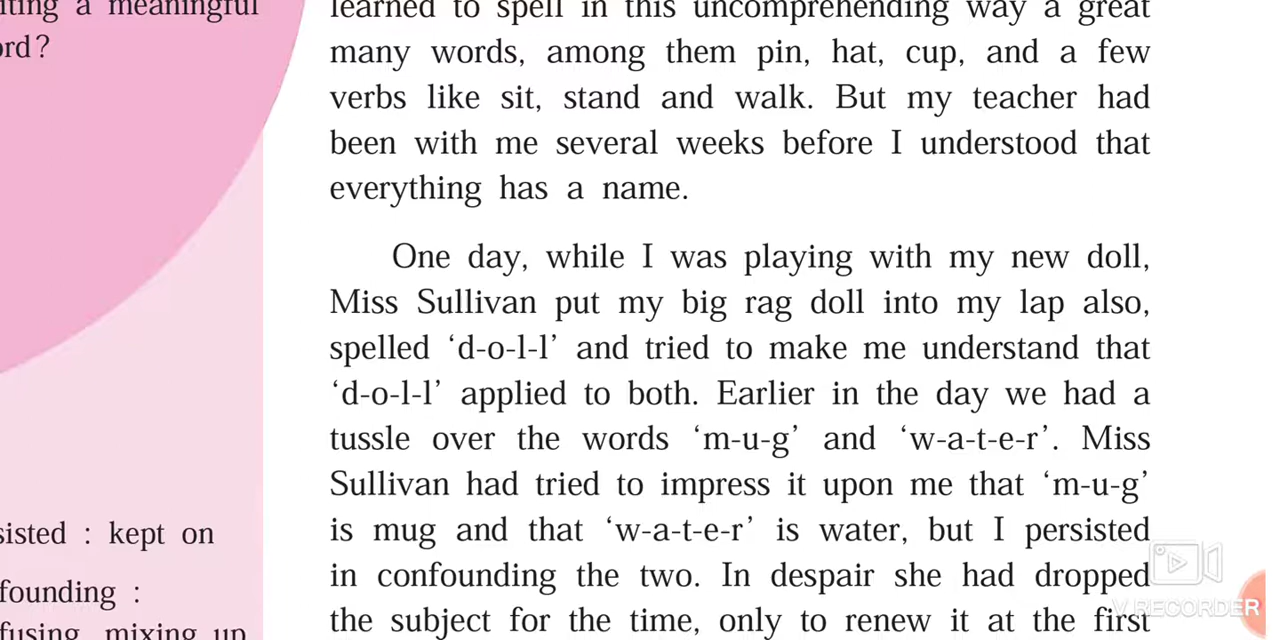 iting a meaningful
ord?
sisted : kept on
founding :
fusing, mixing up
learned to spell in this uncomprehending way a great
many words, among them pin, hat, cup, and a few
verbs like sit, stand and walk. But my teacher had
been with me several weeks before I understood that
everything has a name.
One day, while I was playing with my new doll,
Miss Sullivan put my big rag doll into my lap also,
spelled ‘d-o-l-l’ and tried to make me understand that
‘d-o-l-l’ applied to both. Earlier in the day we had a
tussle over the words ‘m-u-g’ and ‘w-a-t-e-r’. Miss
Sullivan had tried to impress it upon me that ‘m-u-g’
is mug and that ‘w-a-t-e-r’ is water, but I persisted
in confounding the two. In despair she had dropped
the subject for the time, only to renew it at the first
V RECORDER